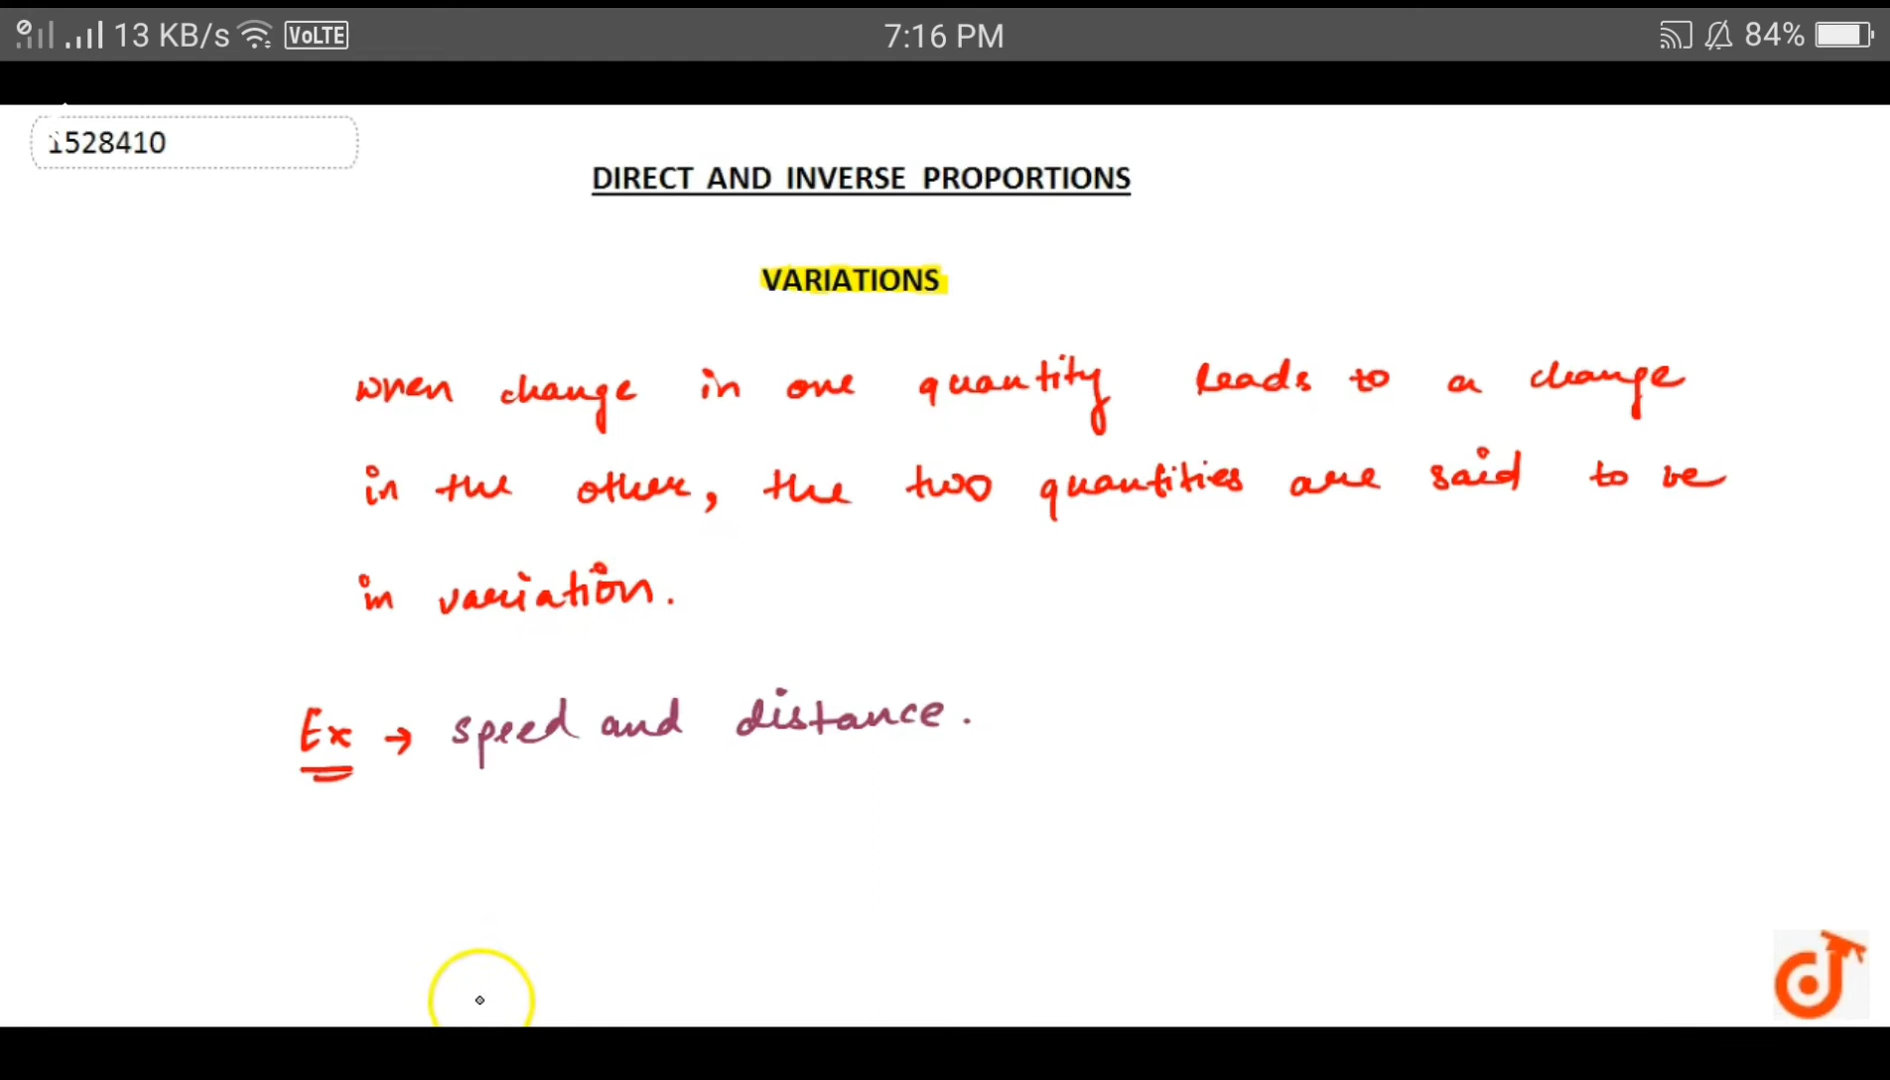 13 KB/s VoLTE 7:16 PM 84%
1528410
DIRECT AND INVERSE PROPORTIONS
VARIATIONS
when change in one quantity leads to a change
in the other, the two quantities are said to be
in variation.
Ex → speed and distance.